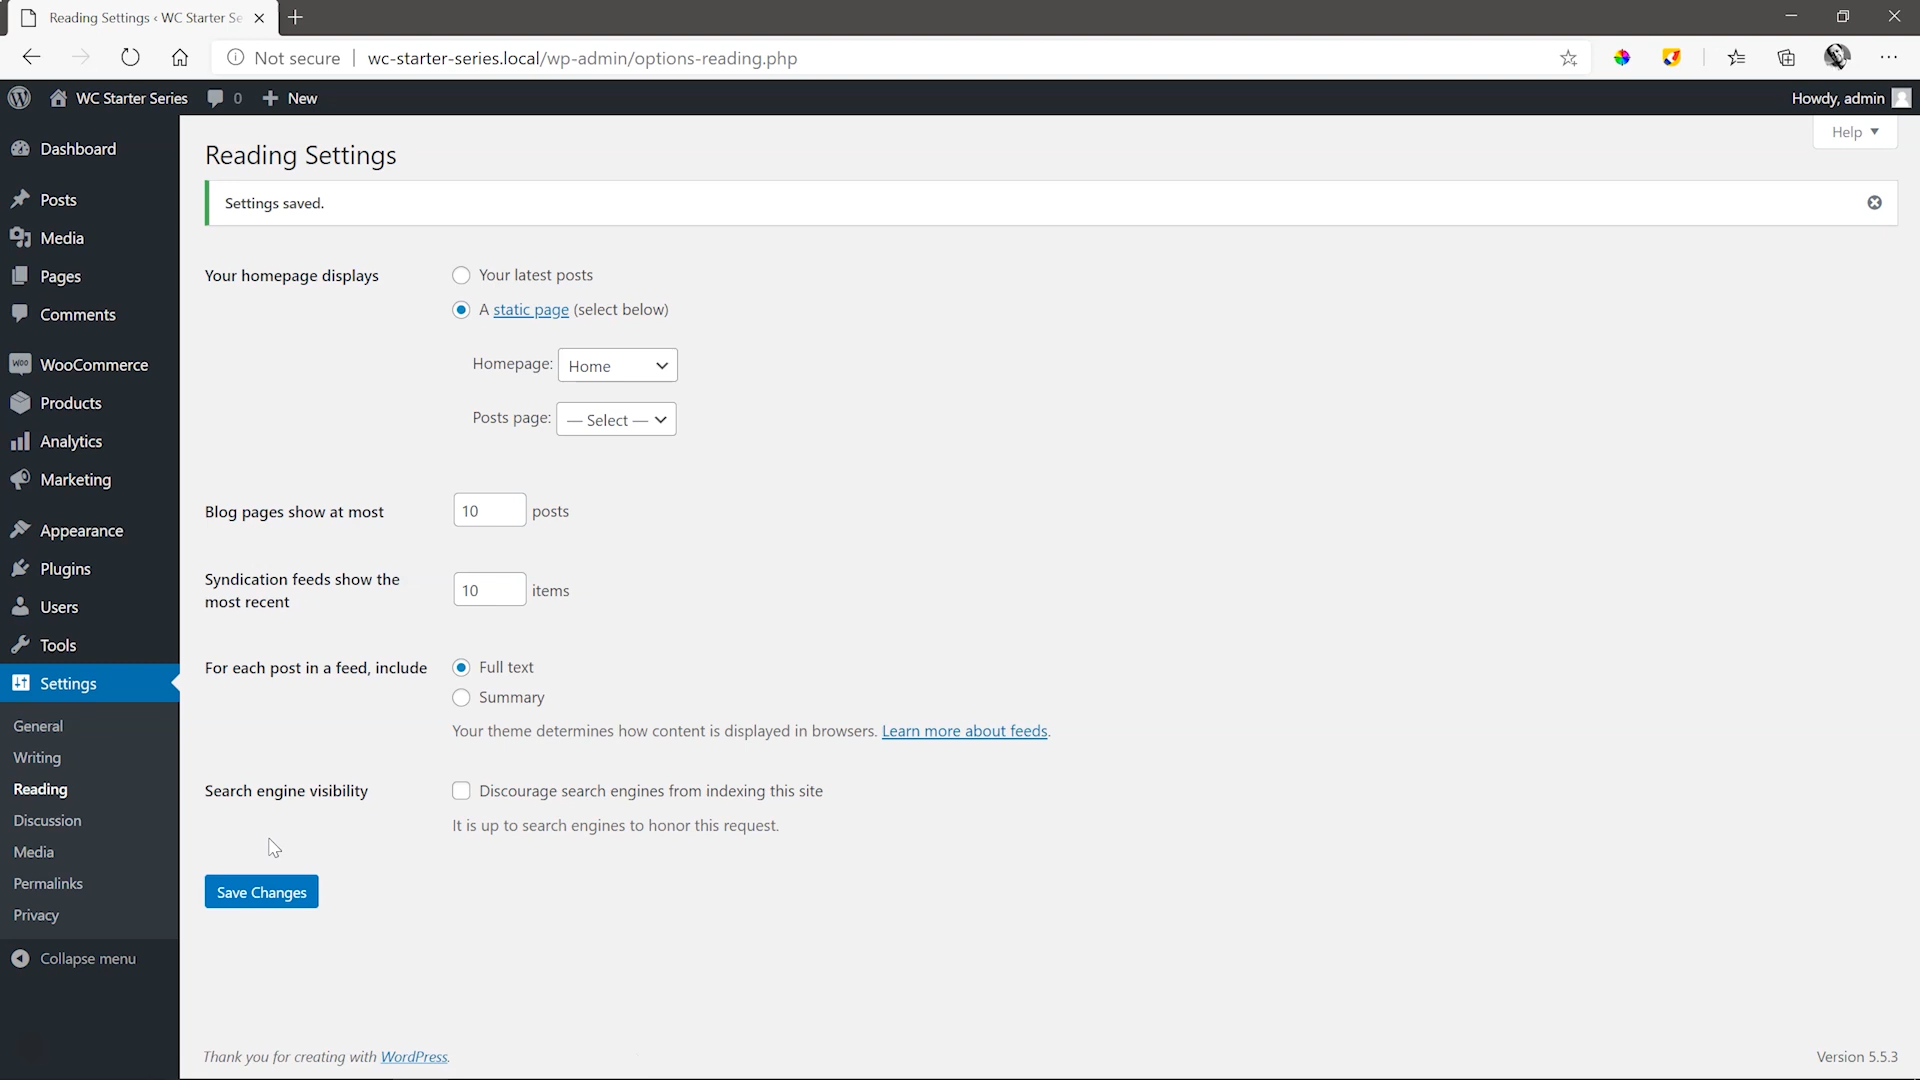 Reading Settings ‹ WC Starter Se
Not secure wc-starter-series.local/wp-admin/options-reading.php
WC Starter Series 0 New Howdy, admin
Help
Dashboard
Posts
Media
Pages
Comments
WooCommerce
Products
Analytics
Marketing
Appearance
Plugins
Users
Tools
Settings
General
Writing
Reading
Discussion
Media
Permalinks
Privacy
Collapse menu
Reading Settings
Settings saved.
Your homepage displays
Your latest posts
A static page (select below)
Homepage: Home
Posts page: — Select —
Blog pages show at most 10 posts
Syndication feeds show the
most recent
10 items
For each post in a feed, include
Full text
Summary
Your theme determines how content is displayed in browsers. Learn more about feeds.
Search engine visibility
Discourage search engines from indexing this site
It is up to search engines to honor this request.
Save Changes
Thank you for creating with WordPress.
Version 5.5.3